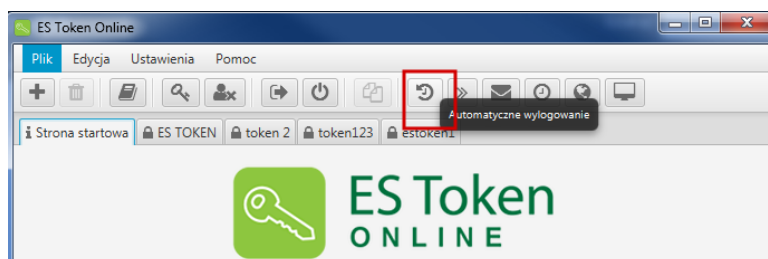 ES Token Online
Plik Edycja Ustawienia Pomoc
Automatyczne wylogowanie
Strona startowa ES TOKEN token 2 token123 estoken1
ES Token
ONLINE